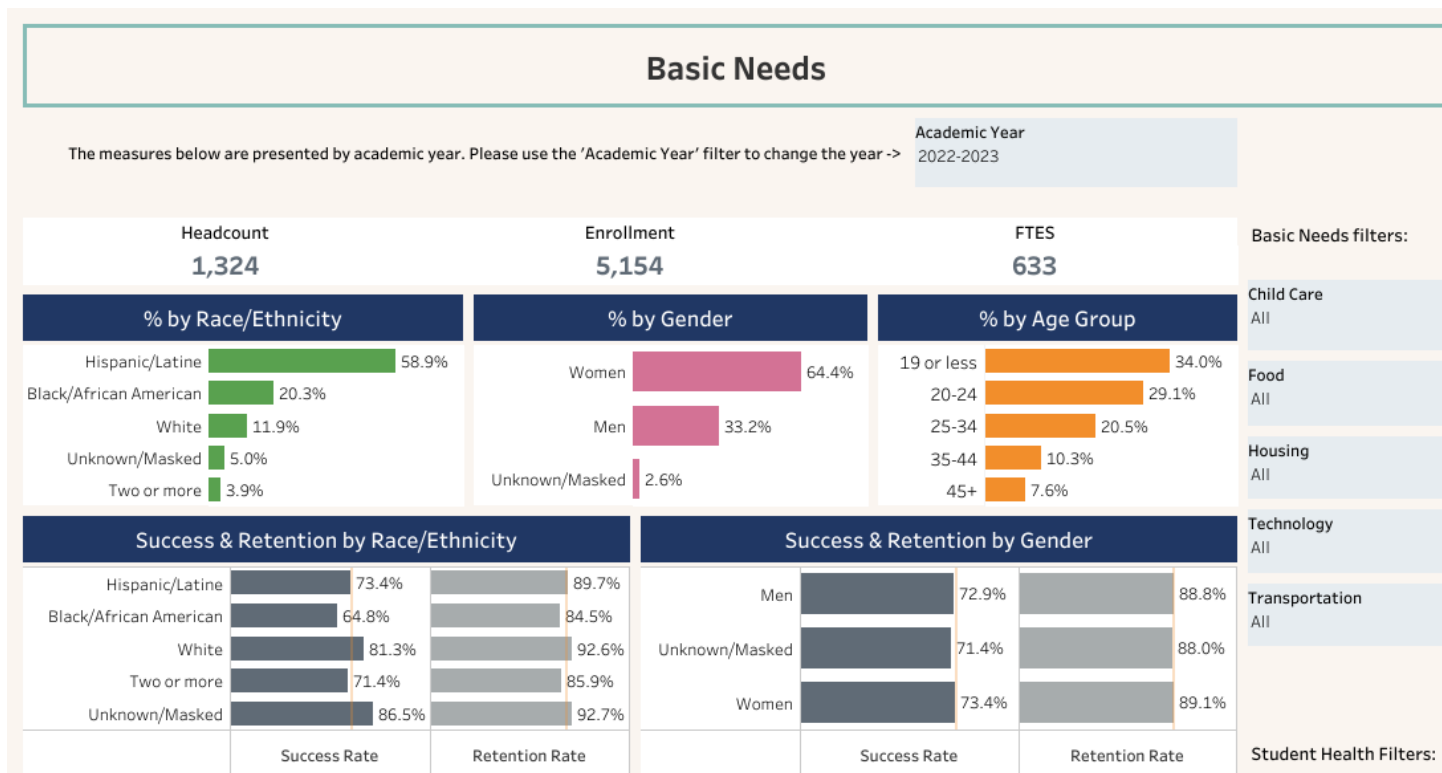 Basic Needs
The measures below are presented by academic year. Please use the 'Academic Year' filter to change the year ->
Academic Year
2022-2023
Headcount
1,324
Enrollment
5,154
FTES
633
Basic Needs filters:
% by Race/Ethnicity
Hispanic/Latine 58.9%
Black/African American 20.3%
White 11.9%
Unknown/Masked 5.0%
Two or more 3.9%
% by Gender
Women 64.4%
Men 33.2%
Unknown/Masked 2.6%
% by Age Group
19 or less 34.0%
20-24 29.1%
25-34 20.5%
35-44 10.3%
45+ 7.6%
Child Care
All
Food
All
Housing
All
Technology
All
Transportation
All
Success & Retention by Race/Ethnicity
Hispanic/Latine 73.4% 89.7%
Black/African American 64.8% 84.5%
White 81.3% 92.6%
Two or more 71.4% 85.9%
Unknown/Masked 86.5% 92.7%
Success Rate Retention Rate
Success & Retention by Gender
Men 72.9% 88.8%
Unknown/Masked 71.4% 88.0%
Women 73.4% 89.1%
Success Rate Retention Rate
Student Health Filters: